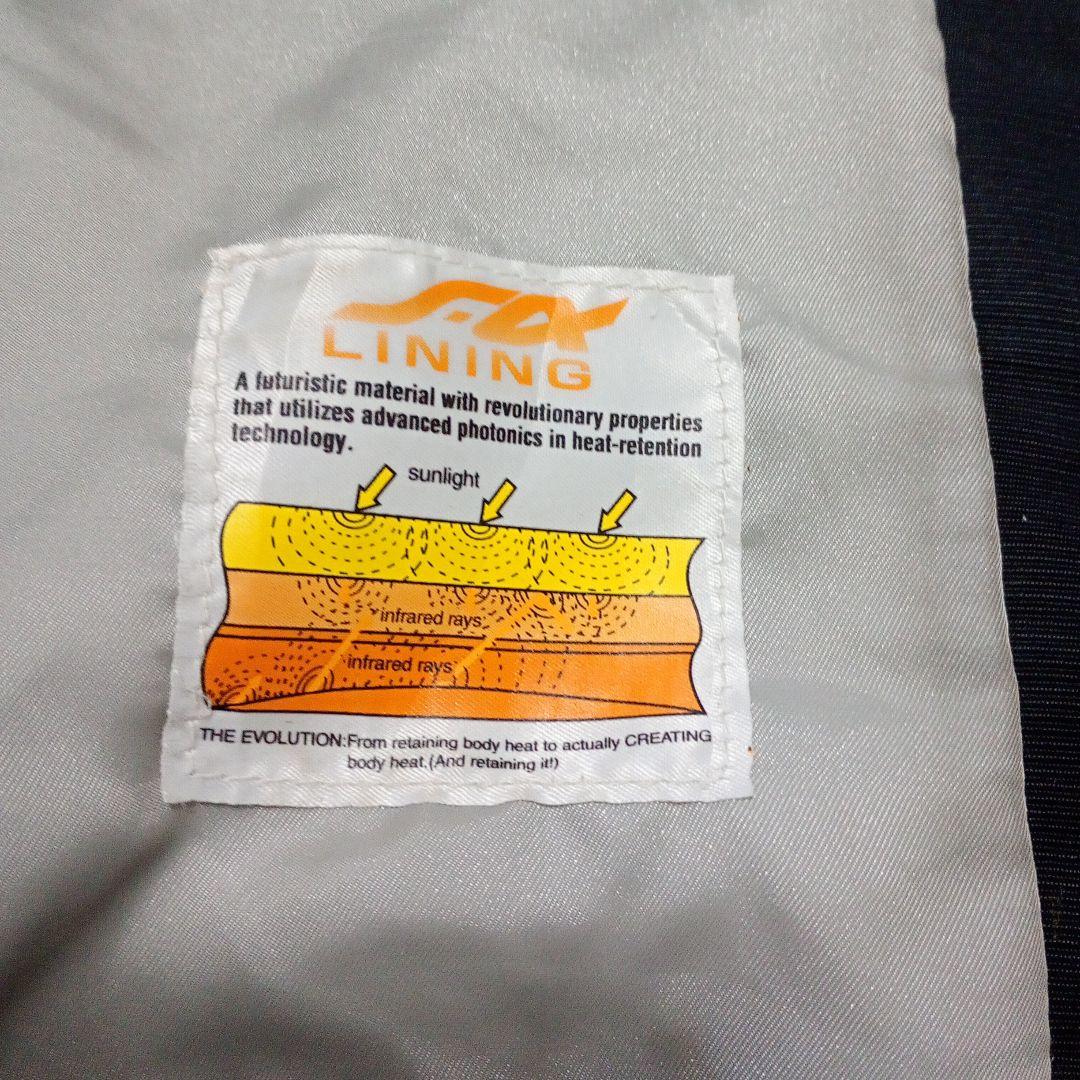 LINING
A futuristic material with revolutionary properties
that utilizes advanced photonics in heat-retention
technology.
sunlight
infrared rays
infrared rays
THE EVOLUTION:From retaining body heat to actually CREATING
body heat.(And retaining it!)